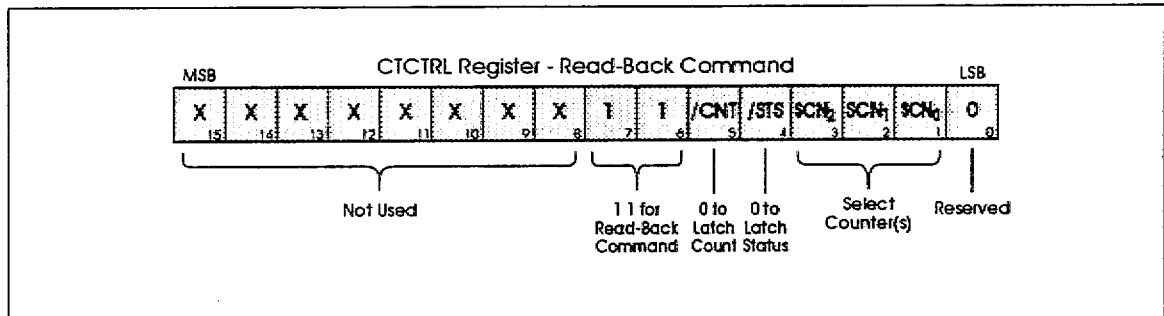 CTCTRL Register - Read-Back Command
MSB LSB
X X X X X X X X 1 1 /CNT /STS SCN2 SCN1 SCN0 0
15 14 13 12 11 10 9 8 7 6 5 4 3 2 1 0
Not Used 1 1 for Read-Back Command 0 to Latch Count 0 to Latch Status Select Counter(s) Reserved